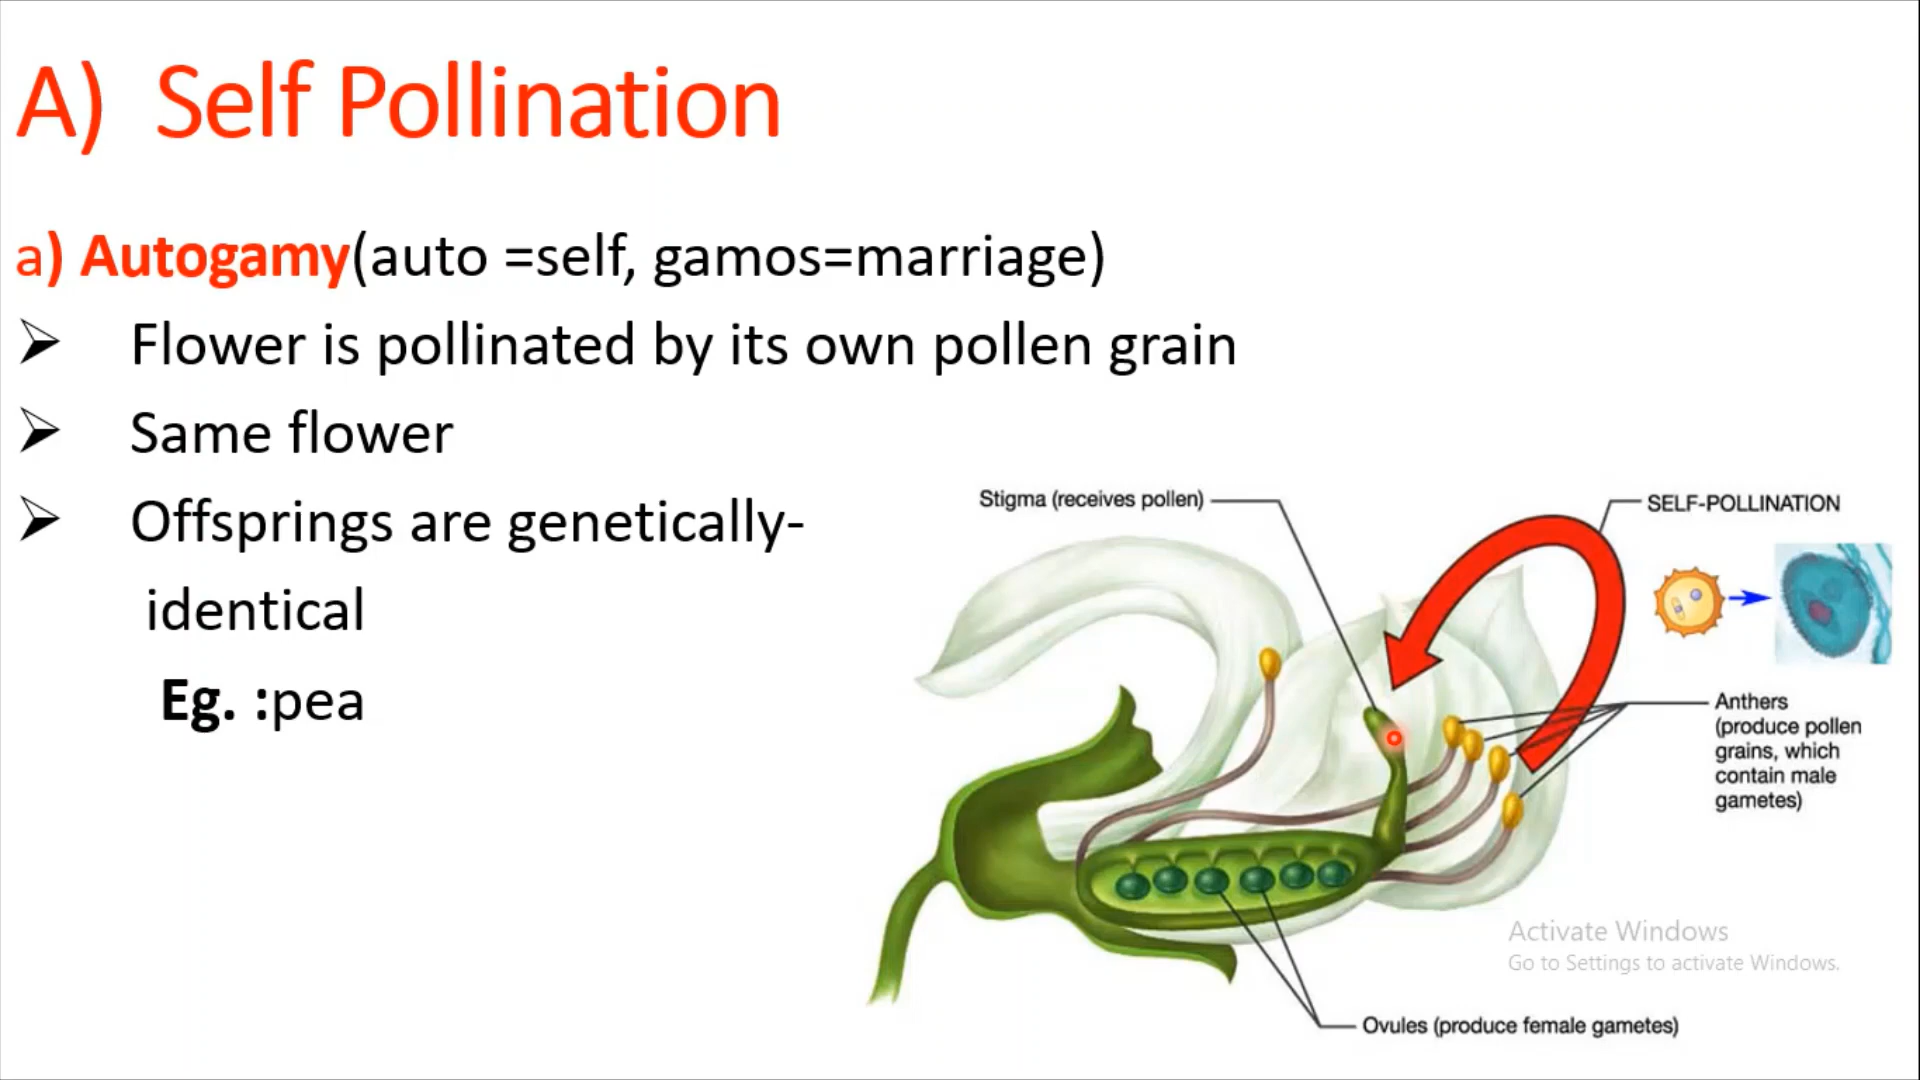 A) Self Pollination
a) Autogamy(auto =self, gamos=marriage)
➢ Flower is pollinated by its own pollen grain
➢ Same flower
➢ Offsprings are genetically-
identical
Eg. :pea
Stigma (receives pollen)
SELF-POLLINATION
Anthers
(produce pollen
grains, which
contain male
gametes)
Ovules (produce female gametes)
Activate Windows
Go to Settings to activate Windows.